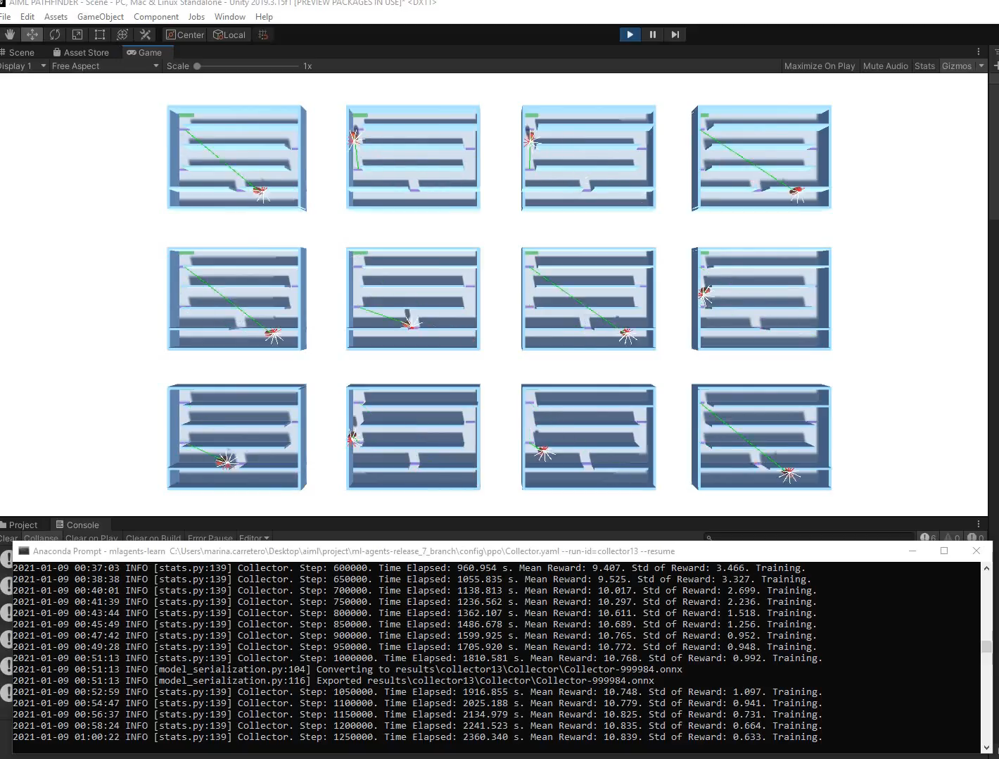 AIML PATHFINDER - Scene - PC, Mac & Linux Standalone - Unity 2019.3.15f1 [PREVIEW PACKAGES IN USE]* <DX11>
File Edit Assets GameObject Component Jobs Window Help
Center Local
Scene Asset Store Game
Display 1 Free Aspect Scale 1x Maximize On Play Mute Audio Stats Gizmos
Project Console
Clear Collapse Clear on Play Clear on Build Error Pause Editor 6 0 0
Anaconda Prompt - mlagents-learn C:\Users\marina.carretero\Desktop\aiml\project\ml-agents-release_7_branch\config\ppo\Collector.yaml --run-id=collector13 --resume
2021-01-09 00:37:03 INFO [stats.py:139] Collector. Step: 600000. Time Elapsed: 960.954 s. Mean Reward: 9.407. Std of Reward: 3.466. Training.
2021-01-09 00:38:38 INFO [stats.py:139] Collector. Step: 650000. Time Elapsed: 1055.835 s. Mean Reward: 9.525. Std of Reward: 3.327. Training.
2021-01-09 00:40:01 INFO [stats.py:139] Collector. Step: 700000. Time Elapsed: 1138.813 s. Mean Reward: 10.017. Std of Reward: 2.699. Training.
2021-01-09 00:41:39 INFO [stats.py:139] Collector. Step: 750000. Time Elapsed: 1236.562 s. Mean Reward: 10.297. Std of Reward: 2.236. Training.
2021-01-09 00:43:44 INFO [stats.py:139] Collector. Step: 800000. Time Elapsed: 1362.107 s. Mean Reward: 10.611. Std of Reward: 1.518. Training.
2021-01-09 00:45:49 INFO [stats.py:139] Collector. Step: 850000. Time Elapsed: 1486.678 s. Mean Reward: 10.689. Std of Reward: 1.256. Training.
2021-01-09 00:47:42 INFO [stats.py:139] Collector. Step: 900000. Time Elapsed: 1599.925 s. Mean Reward: 10.765. Std of Reward: 0.952. Training.
2021-01-09 00:49:28 INFO [stats.py:139] Collector. Step: 950000. Time Elapsed: 1705.920 s. Mean Reward: 10.772. Std of Reward: 0.948. Training.
2021-01-09 00:51:13 INFO [stats.py:139] Collector. Step: 1000000. Time Elapsed: 1810.581 s. Mean Reward: 10.768. Std of Reward: 0.992. Training.
2021-01-09 00:51:13 INFO [model_serialization.py:104] Converting to results\collector13\Collector\Collector-999984.onnx
2021-01-09 00:51:13 INFO [model_serialization.py:116] Exported results\collector13\Collector\Collector-999984.onnx
2021-01-09 00:52:59 INFO [stats.py:139] Collector. Step: 1050000. Time Elapsed: 1916.855 s. Mean Reward: 10.748. Std of Reward: 1.097. Training.
2021-01-09 00:54:47 INFO [stats.py:139] Collector. Step: 1100000. Time Elapsed: 2025.188 s. Mean Reward: 10.779. Std of Reward: 0.941. Training.
2021-01-09 00:56:37 INFO [stats.py:139] Collector. Step: 1150000. Time Elapsed: 2134.979 s. Mean Reward: 10.825. Std of Reward: 0.731. Training.
2021-01-09 00:58:24 INFO [stats.py:139] Collector. Step: 1200000. Time Elapsed: 2241.523 s. Mean Reward: 10.835. Std of Reward: 0.664. Training.
2021-01-09 01:00:22 INFO [stats.py:139] Collector. Step: 1250000. Time Elapsed: 2360.340 s. Mean Reward: 10.839. Std of Reward: 0.633. Training.